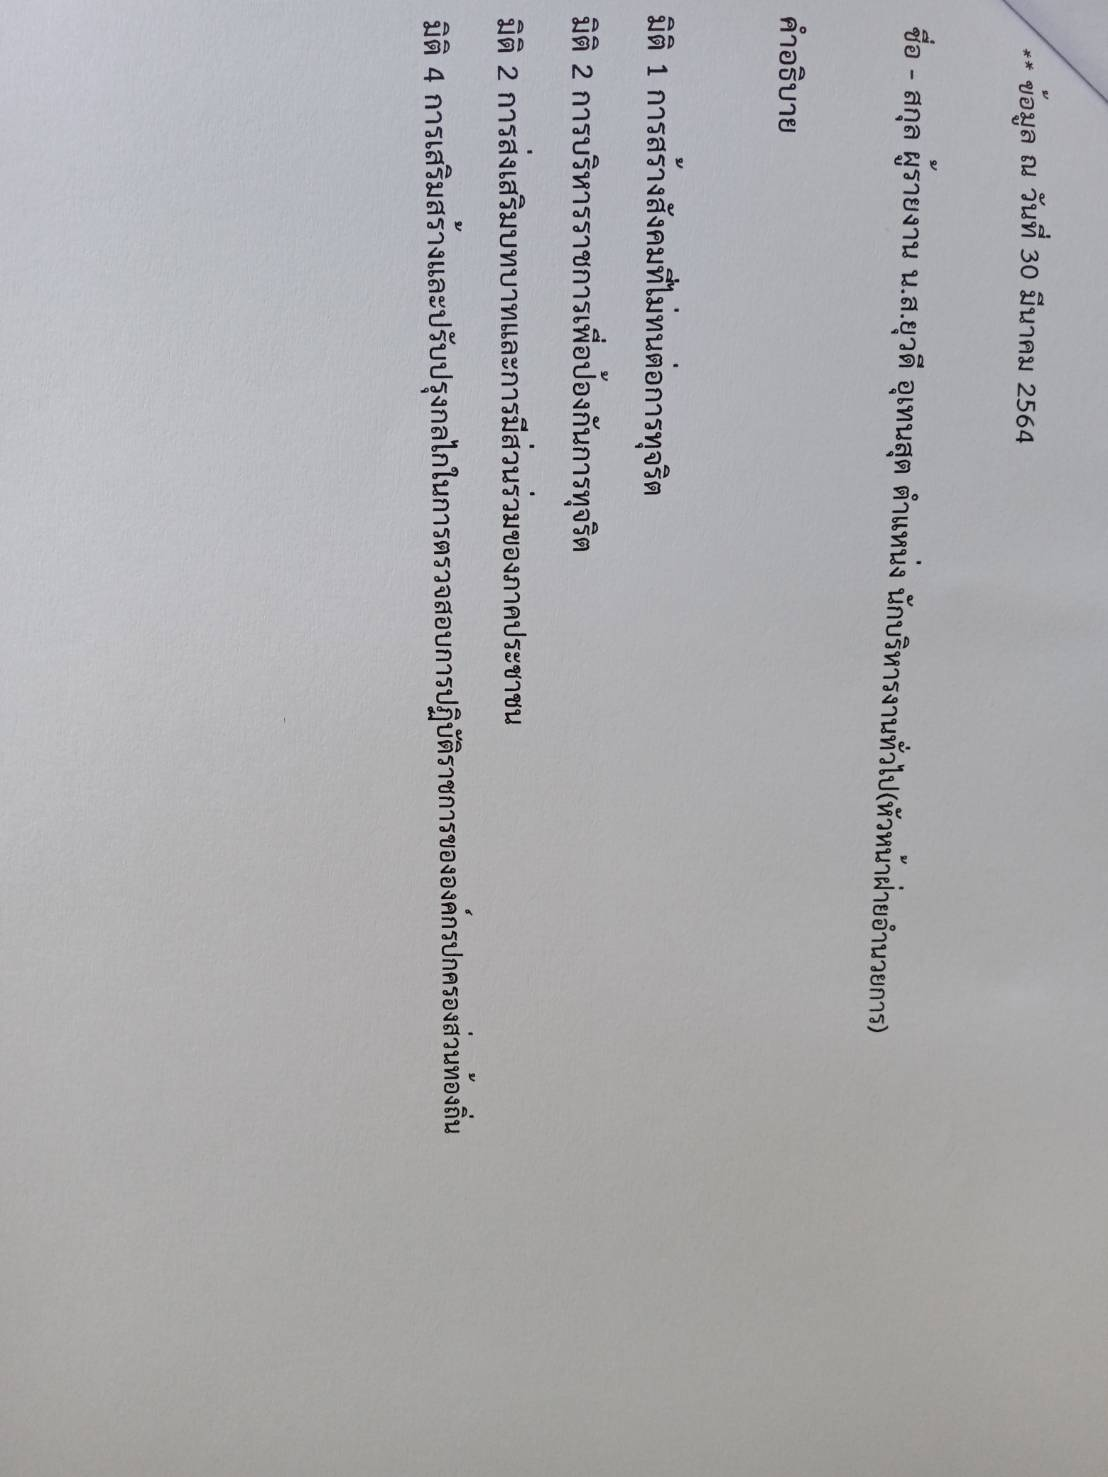 ** ข้อมูล ณ วันที่ 30 มีนาคม 2564
ชื่อ - สกุล ผู้รายงาน น.ส.ยุวดี อุเทนสุต ตำแหน่ง นักบริหารงานทั่วไป(หัวหน้าฝ่ายอำนวยการ)
คำอธิบาย
มิติ 1 การสร้างสังคมที่ไม่ทนต่อการทุจริต
มิติ 2 การบริหารราชการเพื่อป้องกันการทุจริต
มิติ 2 การส่งเสริมบทบาทและการมีส่วนร่วมของภาคประชาชน
มิติ 4 การเสริมสร้างและปรับปรุงกลไกในการตรวจสอบการปฏิบัติราชการขององค์กรปกครองส่วนท้องถิ่น